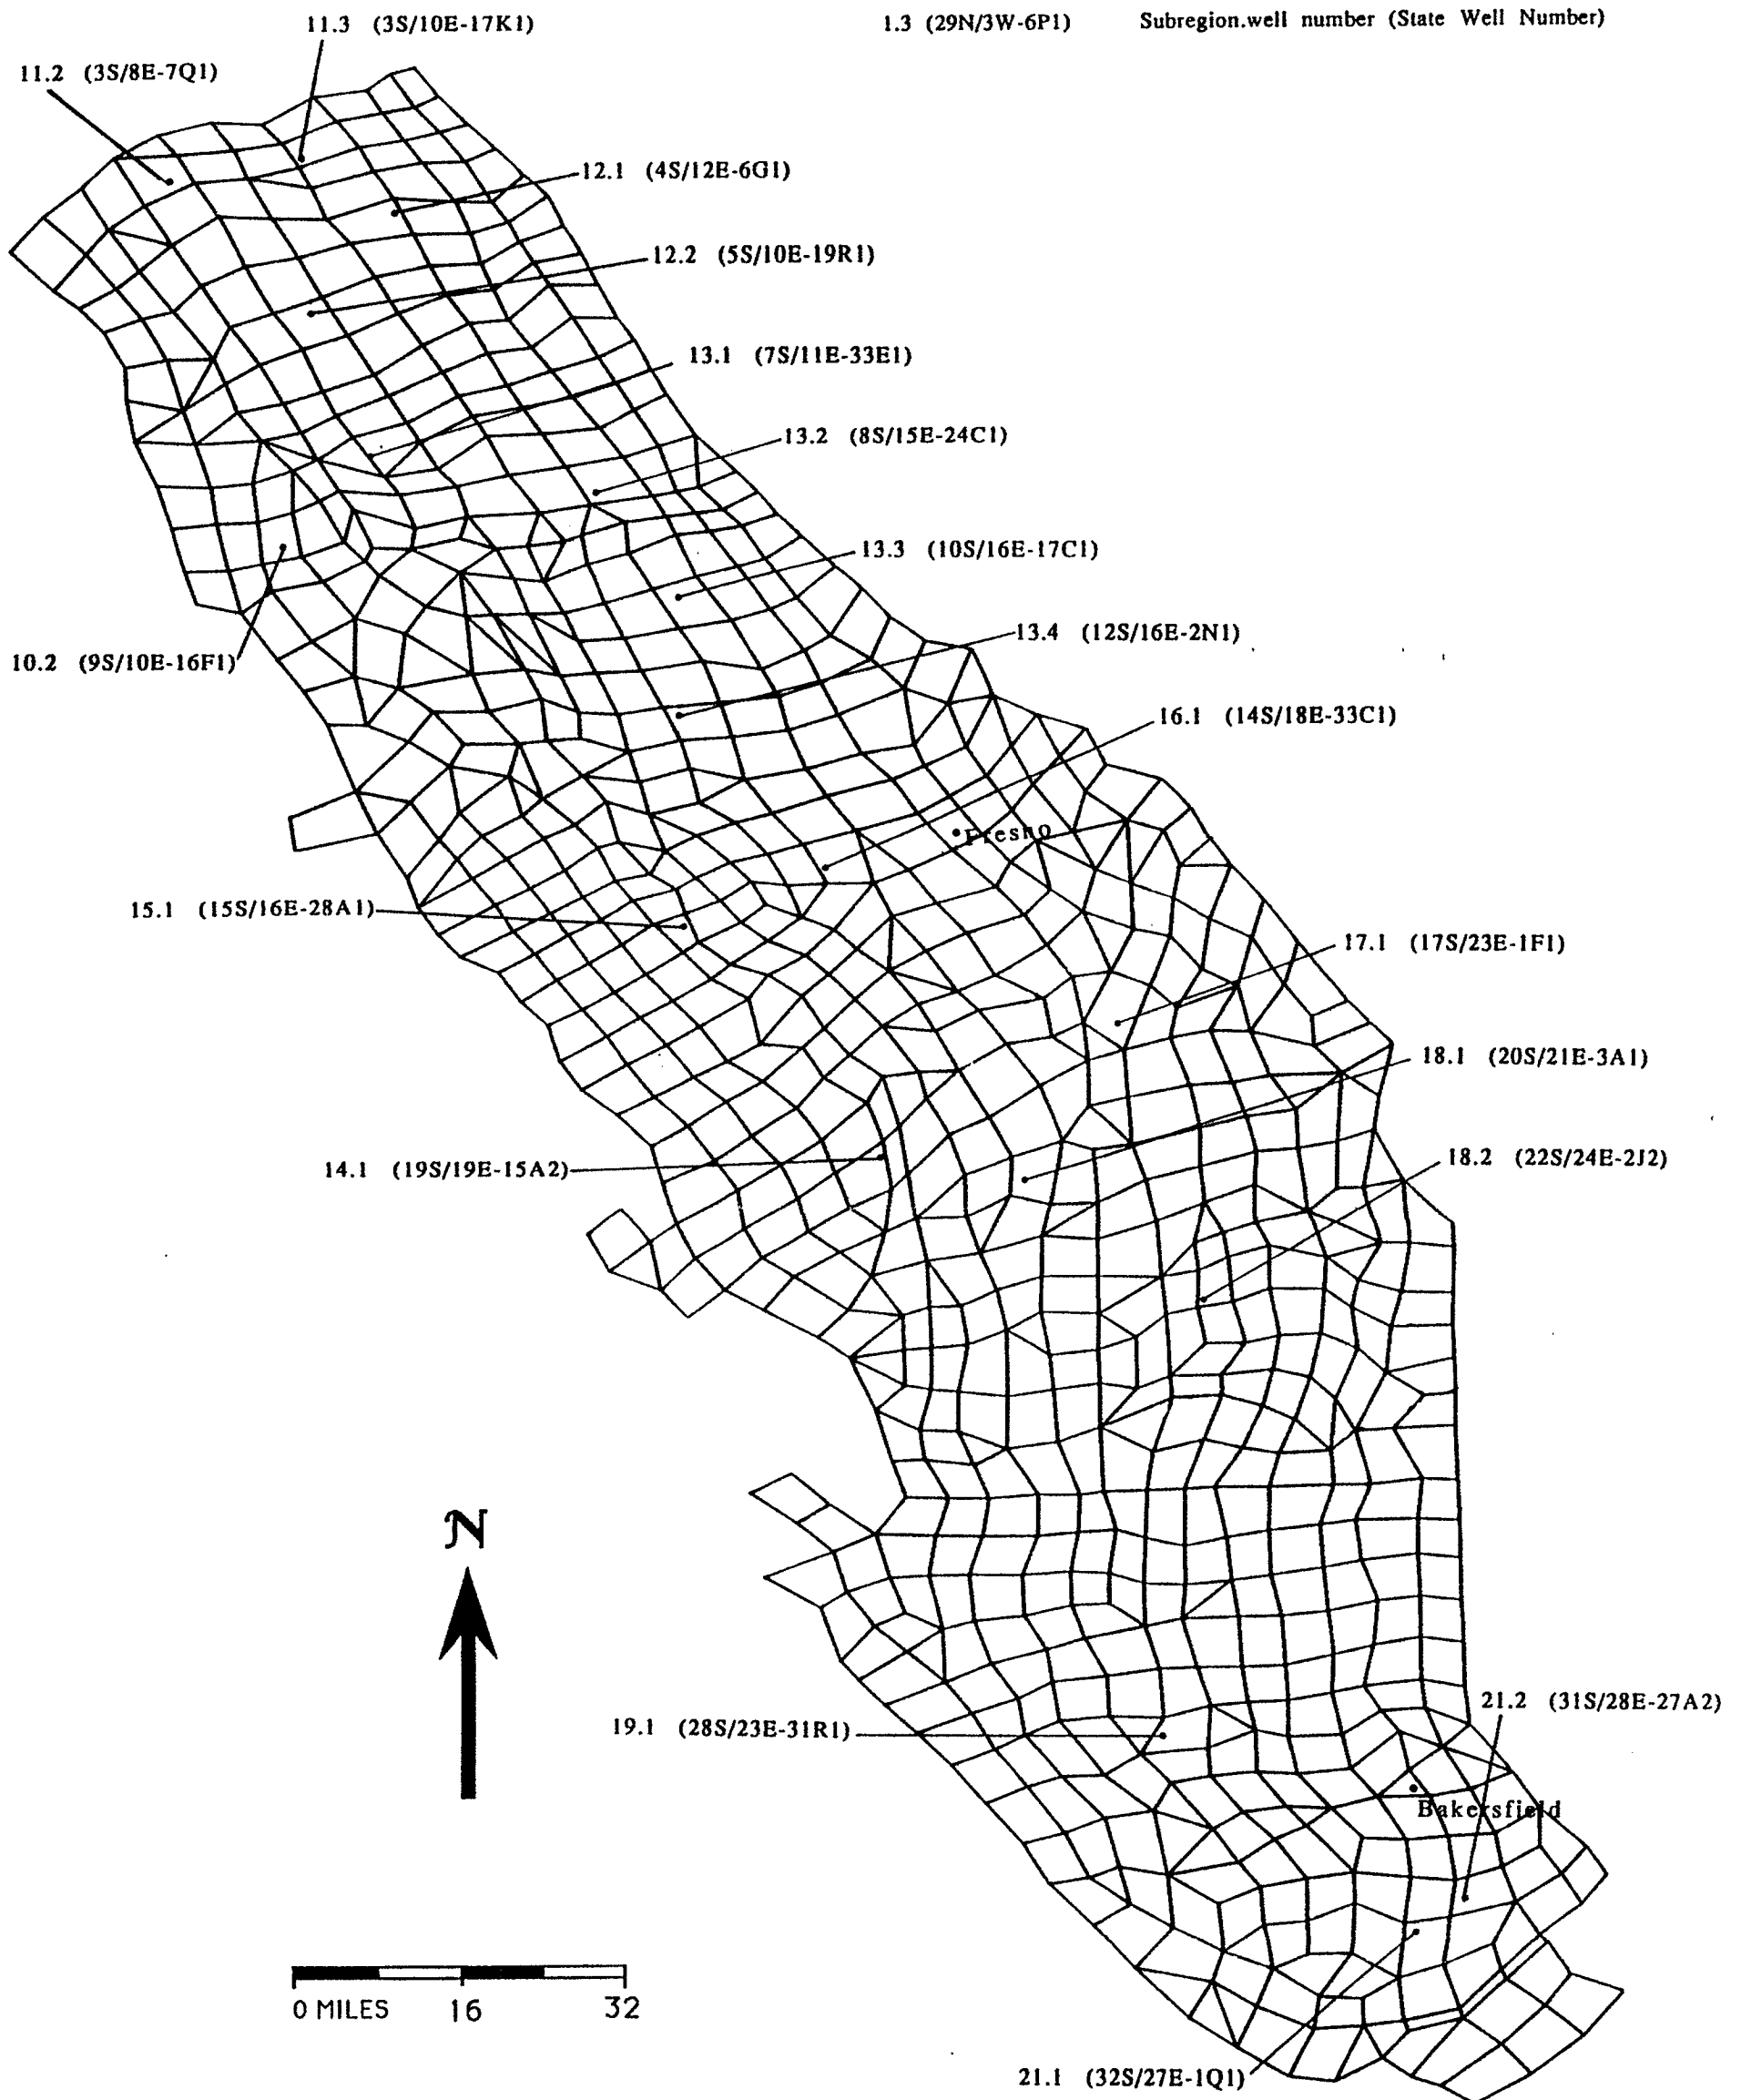 11.3 (3S/10E-17K1)
1.3 (29N/3W-6P1) Subregion.well number (State Well Number)
11.2 (3S/8E-7Q1)
12.1 (4S/12E-6G1)
12.2 (5S/10E-19R1)
13.1 (7S/11E-33E1)
13.2 (8S/15E-24C1)
13.3 (10S/16E-17C1)
13.4 (12S/16E-2N1)
10.2 (9S/10E-16F1)
16.1 (14S/18E-33C1)
Fresno
15.1 (15S/16E-28A1)
17.1 (17S/23E-1F1)
18.1 (20S/21E-3A1)
18.2 (22S/24E-2J2)
14.1 (19S/19E-15A2)
N
21.2 (31S/28E-27A2)
19.1 (28S/23E-31R1)
Bakersfield
0 MILES 16 32
21.1 (32S/27E-1Q1)